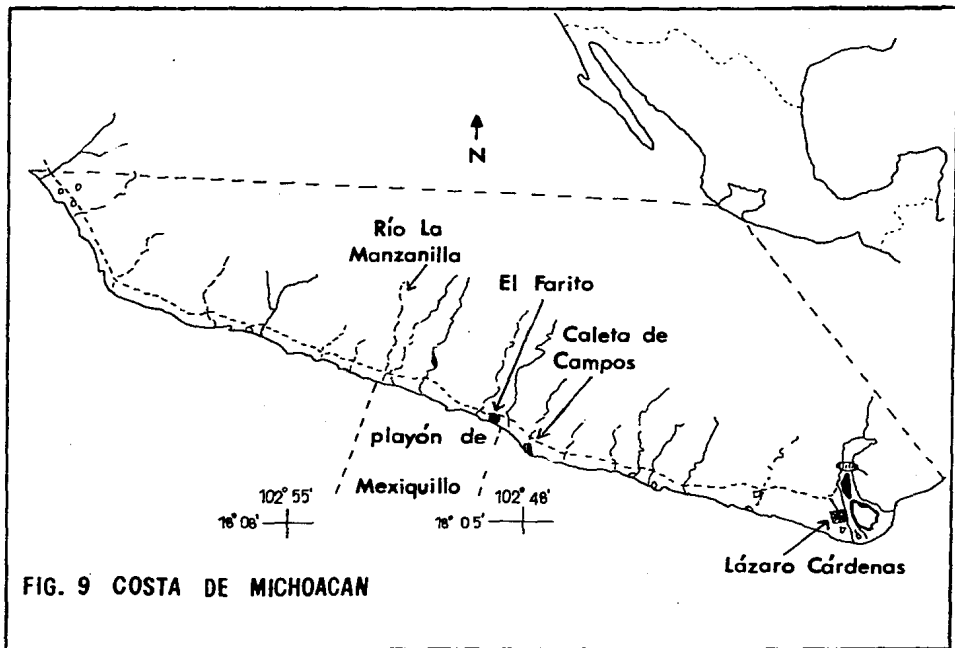 N
Río La
Manzanilla
El Farito
Caleta de
Campos
playón de
Mexiquillo
102° 55'
18° 08'
102° 48'
18° 05'
Lázaro Cárdenas
FIG. 9 COSTA DE MICHOACAN